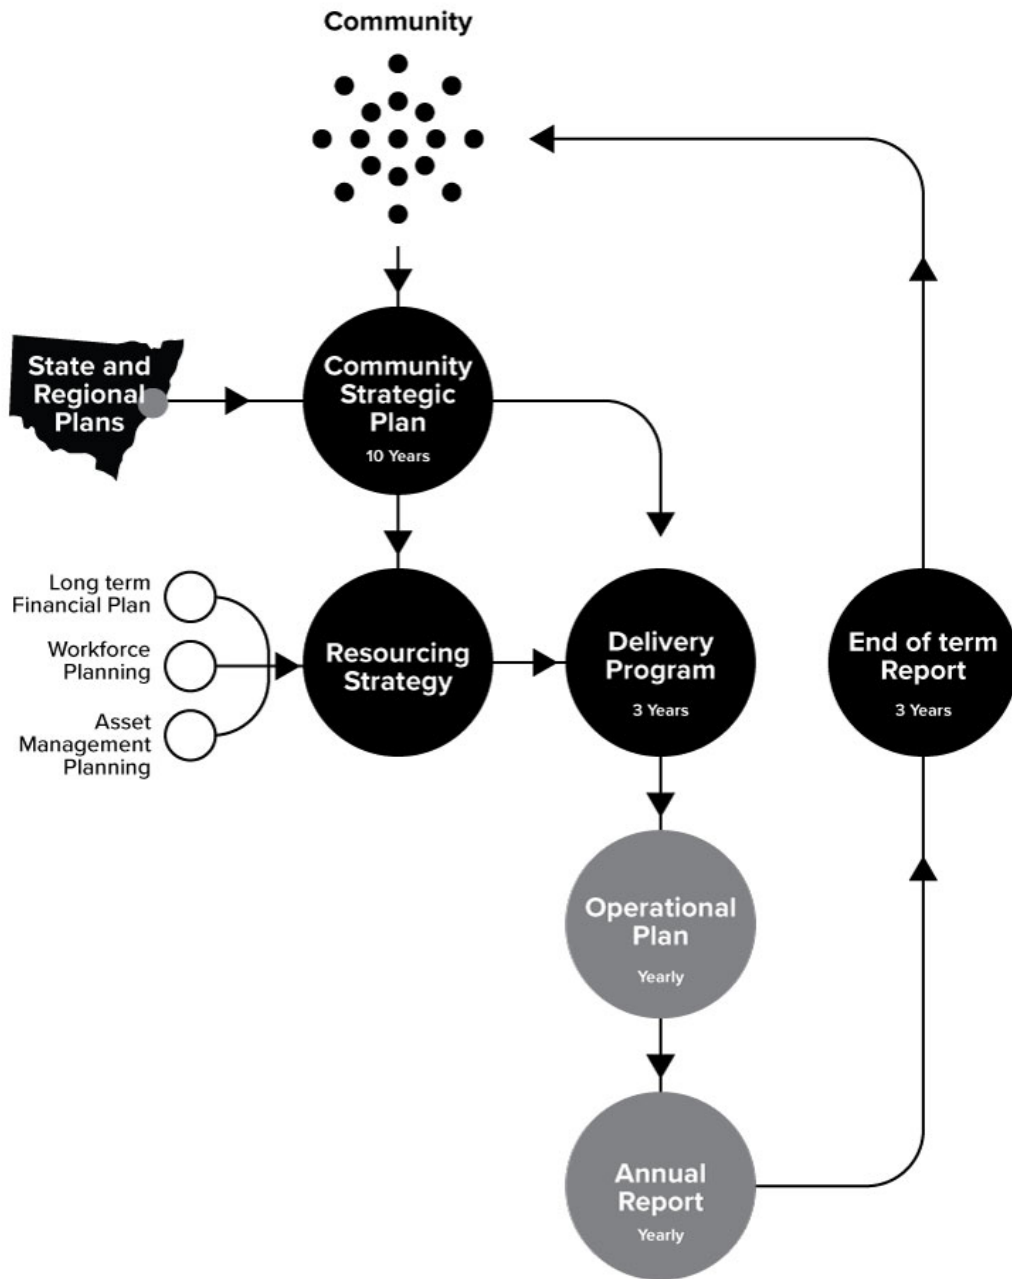 Community
State and
Regional
Plans
Community
Strategic
Plan
10 Years
Long term
Financial Plan
Workforce
Planning
Asset
Management
Planning
Resourcing
Strategy
Delivery
Program
3 Years
End of term
Report
3 Years
Operational
Plan
Yearly
Annual
Report
Yearly